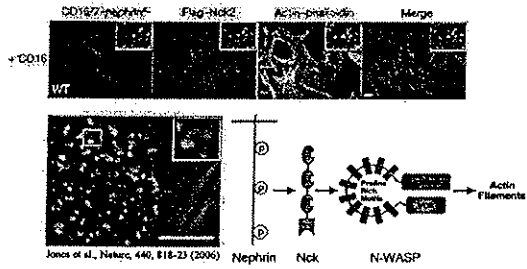 CD16/7-nephrin
Flag-Nck2
Actin-phalloidin
Merge
+ CD16
WT
P
P
P
Proline
Rich
Motifs
Actin
Filaments
Jones et al., Nature, 440, 818-23 (2006)
Nephrin
Nck
N-WASP